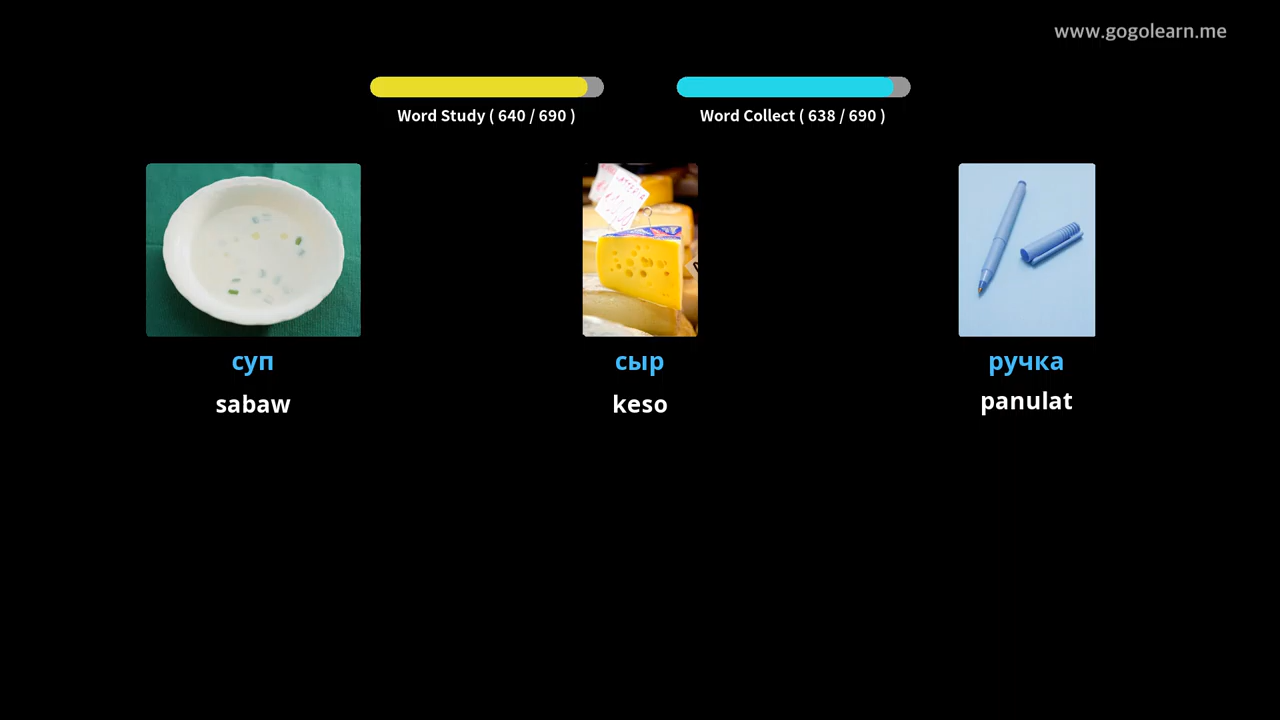 www.gogolearn.me
Word Study ( 640 / 690 )
Word Collect ( 638 / 690 )
суп
сыр
ручка
sabaw
keso
panulat